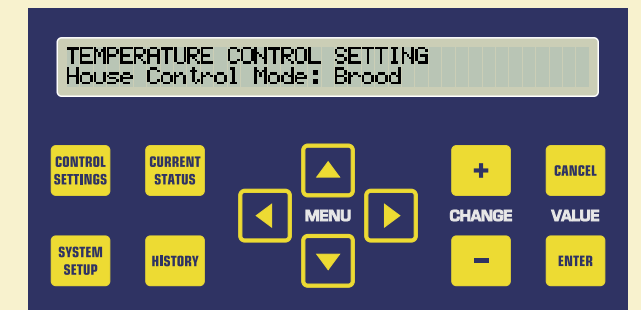 TEMPERATURE CONTROL SETTING
House Control Mode: Brood
CONTROL
SETTINGS
CURRENT
STATUS
+
CANCEL
MENU
CHANGE
VALUE
SYSTEM
SETUP
HISTORY
-
ENTER